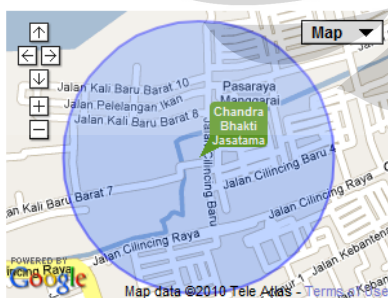 Map
Jalan Kali Baru Barat 10
Pasaraya
Manggarai
Jalan Pelelangan Ikan
Jalan Kali Baru Barat 8
Chandra
Bhakti
Jasatama
Jalan Cilincing Baru
Jalan Cilincing Baru 4
Jalan Kali Baru Barat 7
Jalan Cilincing Raya
Jalan Cilincing Raya
Jalan Kebanten
POWERED BY
Google
Map data ©2010 Tele Atlas - Terms of Use